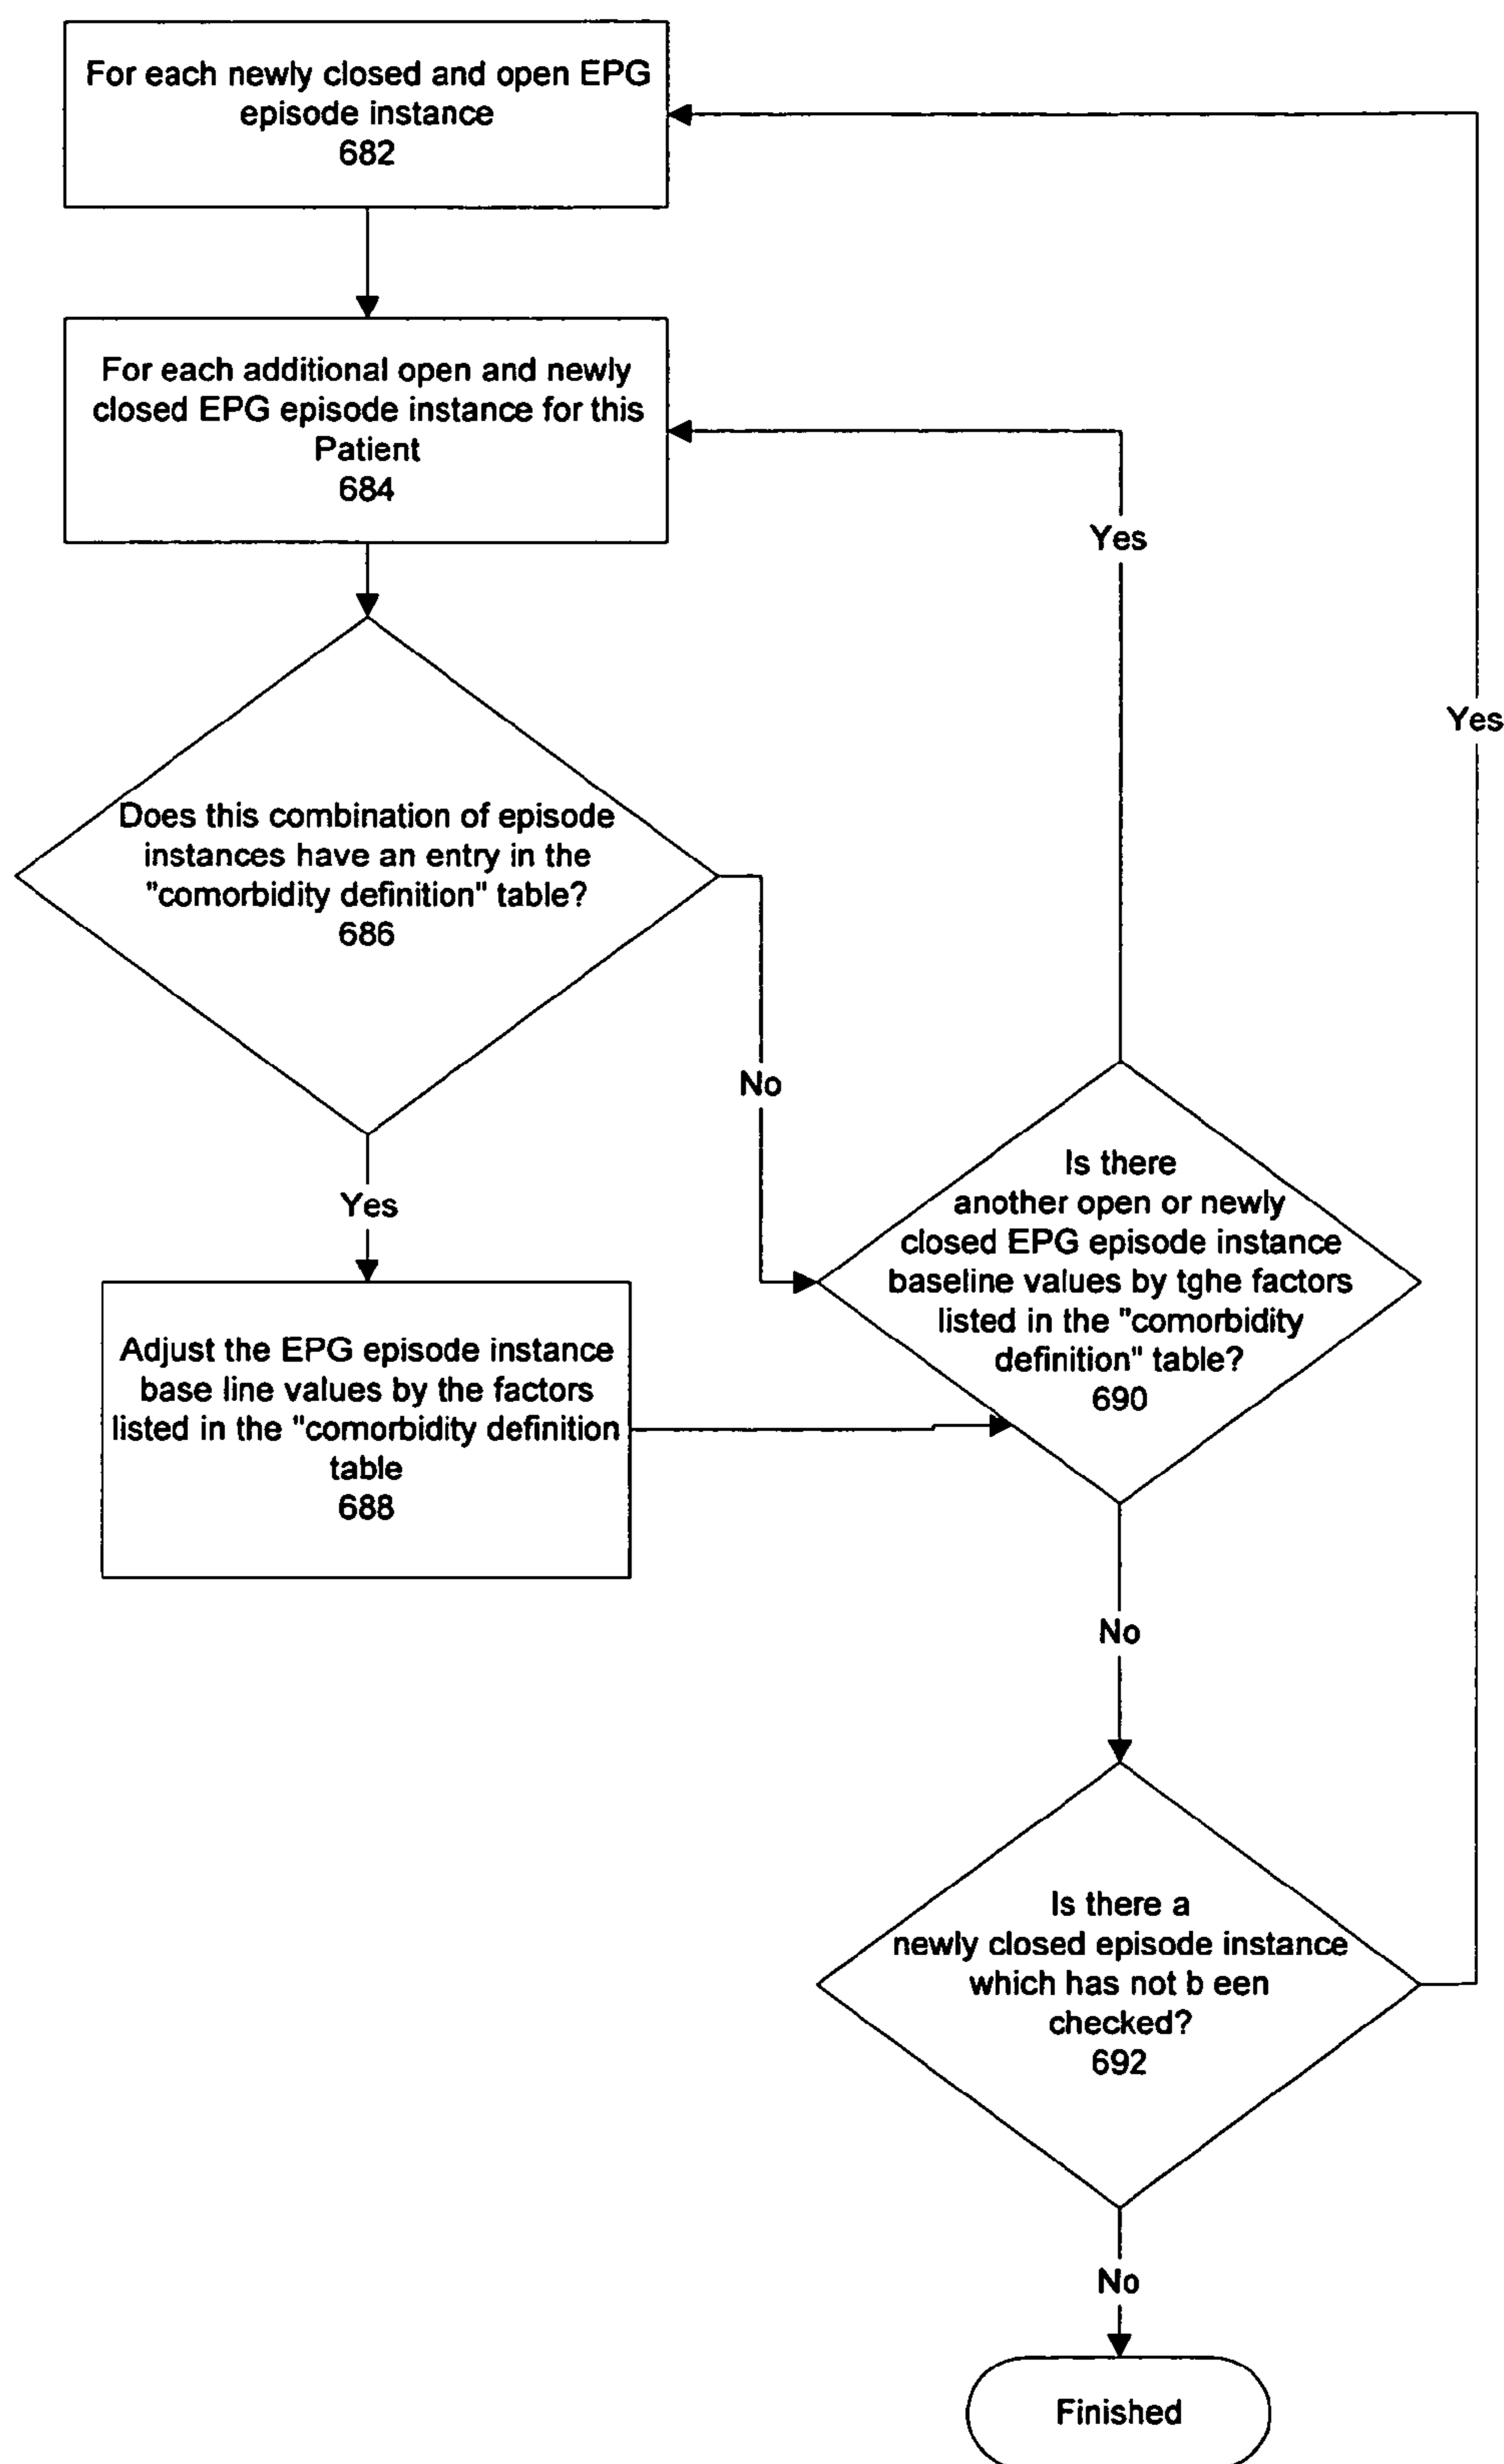 For each newly closed and open EPG
episode instance
682
For each additional open and newly
closed EPG episode instance for this
Patient
684
Yes
Yes
Does this combination of episode
instances have an entry in the
"comorbidity definition" table?
686
No
Is there
another open or newly
closed EPG episode instance
baseline values by tghe factors
listed in the "comorbidity
definition" table?
690
Yes
Adjust the EPG episode instance
base line values by the factors
listed in the "comorbidity definition
table
688
No
Is there a
newly closed episode instance
which has not b een
checked?
692
No
Finished